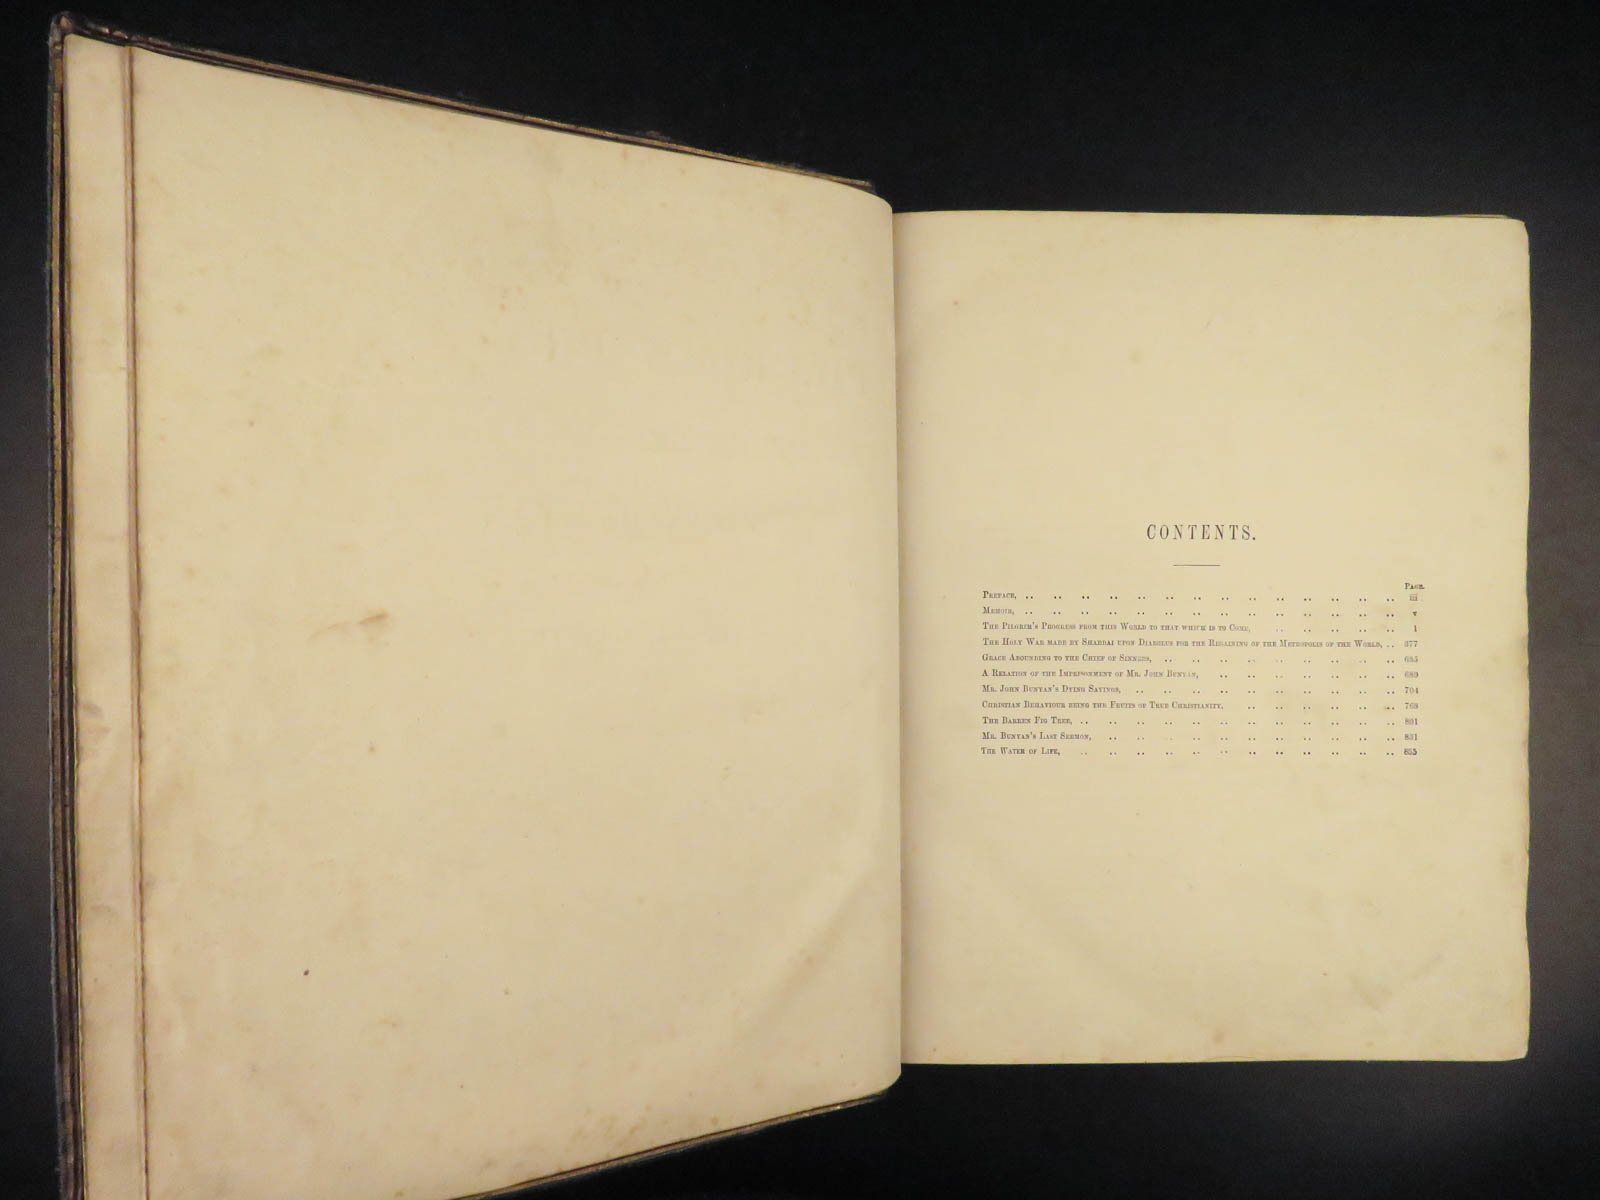 CONTENTS.
PAGE.
PREFACE, .. .. .. .. .. .. .. .. .. .. .. .. .. .. iii
MEMOIR, .. .. .. .. .. .. .. .. .. .. .. .. .. .. v
THE PILGRIM'S PROGRESS FROM THIS WORLD TO THAT WHICH IS TO COME, .. .. .. .. .. 1
THE HOLY WAR MADE BY SHADDAI UPON DIABOLUS FOR THE REGAINING OF THE METROPOLIS OF THE WORLD, .. 377
GRACE ABOUNDING TO THE CHIEF OF SINNERS, .. .. .. .. .. .. .. .. ..
A RELATION OF THE IMPRISONMENT OF MR. JOHN BUNYAN, .. .. .. .. .. .. .. 689
MR. JOHN BUNYAN'S DYING SAYINGS, .. .. .. .. .. .. .. .. .. .. 704
CHRISTIAN BEHAVIOUR BEING THE FRUITS OF TRUE CHRISTIANITY, .. .. .. .. .. .. 768
THE BARREN FIG TREE, .. .. .. .. .. .. .. .. .. .. .. .. 801
MR. BUNYAN'S LAST SERMON, .. .. .. .. .. .. .. .. .. .. .. 831
THE WATER OF LIFE, .. .. .. .. .. .. .. .. .. .. .. .. 835